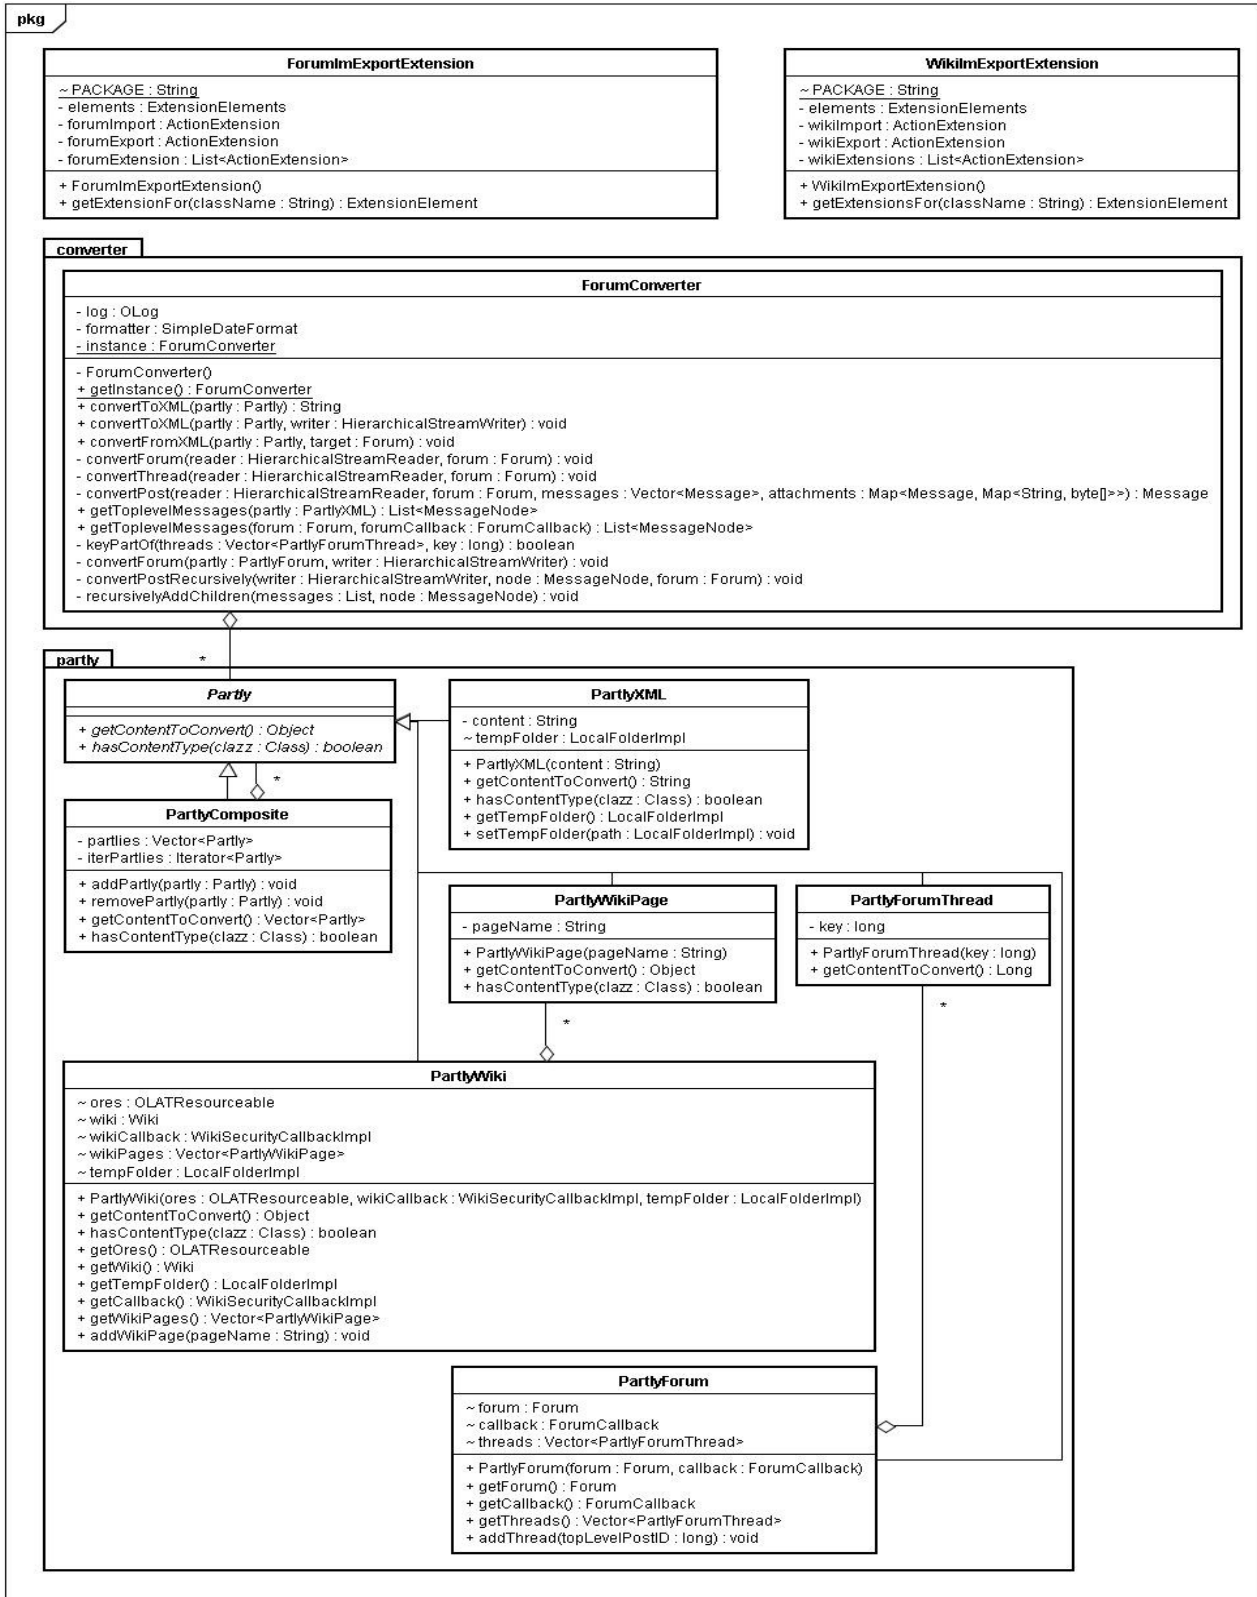 pkg
ForumImExportExtension
~ PACKAGE : String
- elements : ExtensionElements
- forumImport : ActionExtension
- forumExport : ActionExtension
- forumExtension : List<ActionExtension>
+ ForumImExportExtension()
+ getExtensionFor(className : String) : ExtensionElement
WikiImExportExtension
~ PACKAGE : String
- elements : ExtensionElements
- wikiImport : ActionExtension
- wikiExport : ActionExtension
- wikiExtensions : List<ActionExtension>
+ WikiImExportExtension()
+ getExtensionsFor(className : String) : ExtensionElement
converter
ForumConverter
- log : OLog
- formatter : SimpleDateFormat
- instance : ForumConverter
- ForumConverter()
+ getInstance() : ForumConverter
+ convertToXML(partly : Partly) : String
+ convertToXML(partly : Partly, writer : HierarchicalStreamWriter) : void
+ convertFromXML(partly : Partly, target : Forum) : void
- convertForum(reader : HierarchicalStreamReader, forum : Forum) : void
- convertThread(reader : HierarchicalStreamReader, forum : Forum) : void
- convertPost(reader : HierarchicalStreamReader, forum : Forum, messages : Vector<Message>, attachments : Map<Message, Map<String, byte[]>>) : Message
+ getToplevelMessages(partly : PartlyXML) : List<MessageNode>
+ getToplevelMessages(forum : Forum, forumCallback : ForumCallback) : List<MessageNode>
- keyPartOf(threads : Vector<PartlyForumThread>, key : long) : boolean
- convertForum(partly : PartlyForum, writer : HierarchicalStreamWriter) : void
- convertPostRecursively(writer : HierarchicalStreamWriter, node : MessageNode, forum : Forum) : void
- recursivelyAddChildren(messages : List, node : MessageNode) : void
partly
*
Partly
+ getContentToConvert() : Object
+ hasContentType(clazz : Class) : boolean
*
PartlyXML
- content : String
~ tempFolder : LocalFolderImpl
+ PartlyXML(content : String)
+ getContentToConvert() : String
+ hasContentType(clazz : Class) : boolean
+ getTempFolder() : LocalFolderImpl
+ setTempFolder(path : LocalFolderImpl) : void
PartlyComposite
- partlies : Vector<Partly>
- iterPartlies : Iterator<Partly>
+ addPartly(partly : Partly) : void
+ removePartly(partly : Partly) : void
+ getContentToConvert() : Vector<Partly>
+ hasContentType(clazz : Class) : boolean
PartlyWikiPage
- pageName : String
+ PartlyWikiPage(pageName : String)
+ getContentToConvert() : Object
+ hasContentType(clazz : Class) : boolean
*
PartlyForumThread
- key : long
+ PartlyForumThread(key : long)
+ getContentToConvert() : Long
*
PartlyWiki
~ ores : OLATResourceable
~ wiki : Wiki
~ wikiCallback : WikiSecurityCallbackImpl
~ wikiPages : Vector<PartlyWikiPage>
~ tempFolder : LocalFolderImpl
+ PartlyWiki(ores : OLATResourceable, wikiCallback : WikiSecurityCallbackImpl, tempFolder : LocalFolderImpl)
+ getContentToConvert() : Object
+ hasContentType(clazz : Class) : boolean
+ getOres() : OLATResourceable
+ getWiki() : Wiki
+ getTempFolder() : LocalFolderImpl
+ getCallback() : WikiSecurityCallbackImpl
+ getWikiPages() : Vector<PartlyWikiPage>
+ addWikiPage(pageName : String) : void
PartlyForum
~ forum : Forum
~ callback : ForumCallback
~ threads : Vector<PartlyForumThread>
+ PartlyForum(forum : Forum, callback : ForumCallback)
+ getForum() : Forum
+ getCallback() : ForumCallback
+ getThreads() : Vector<PartlyForumThread>
+ addThread(topLevelPostID : long) : void